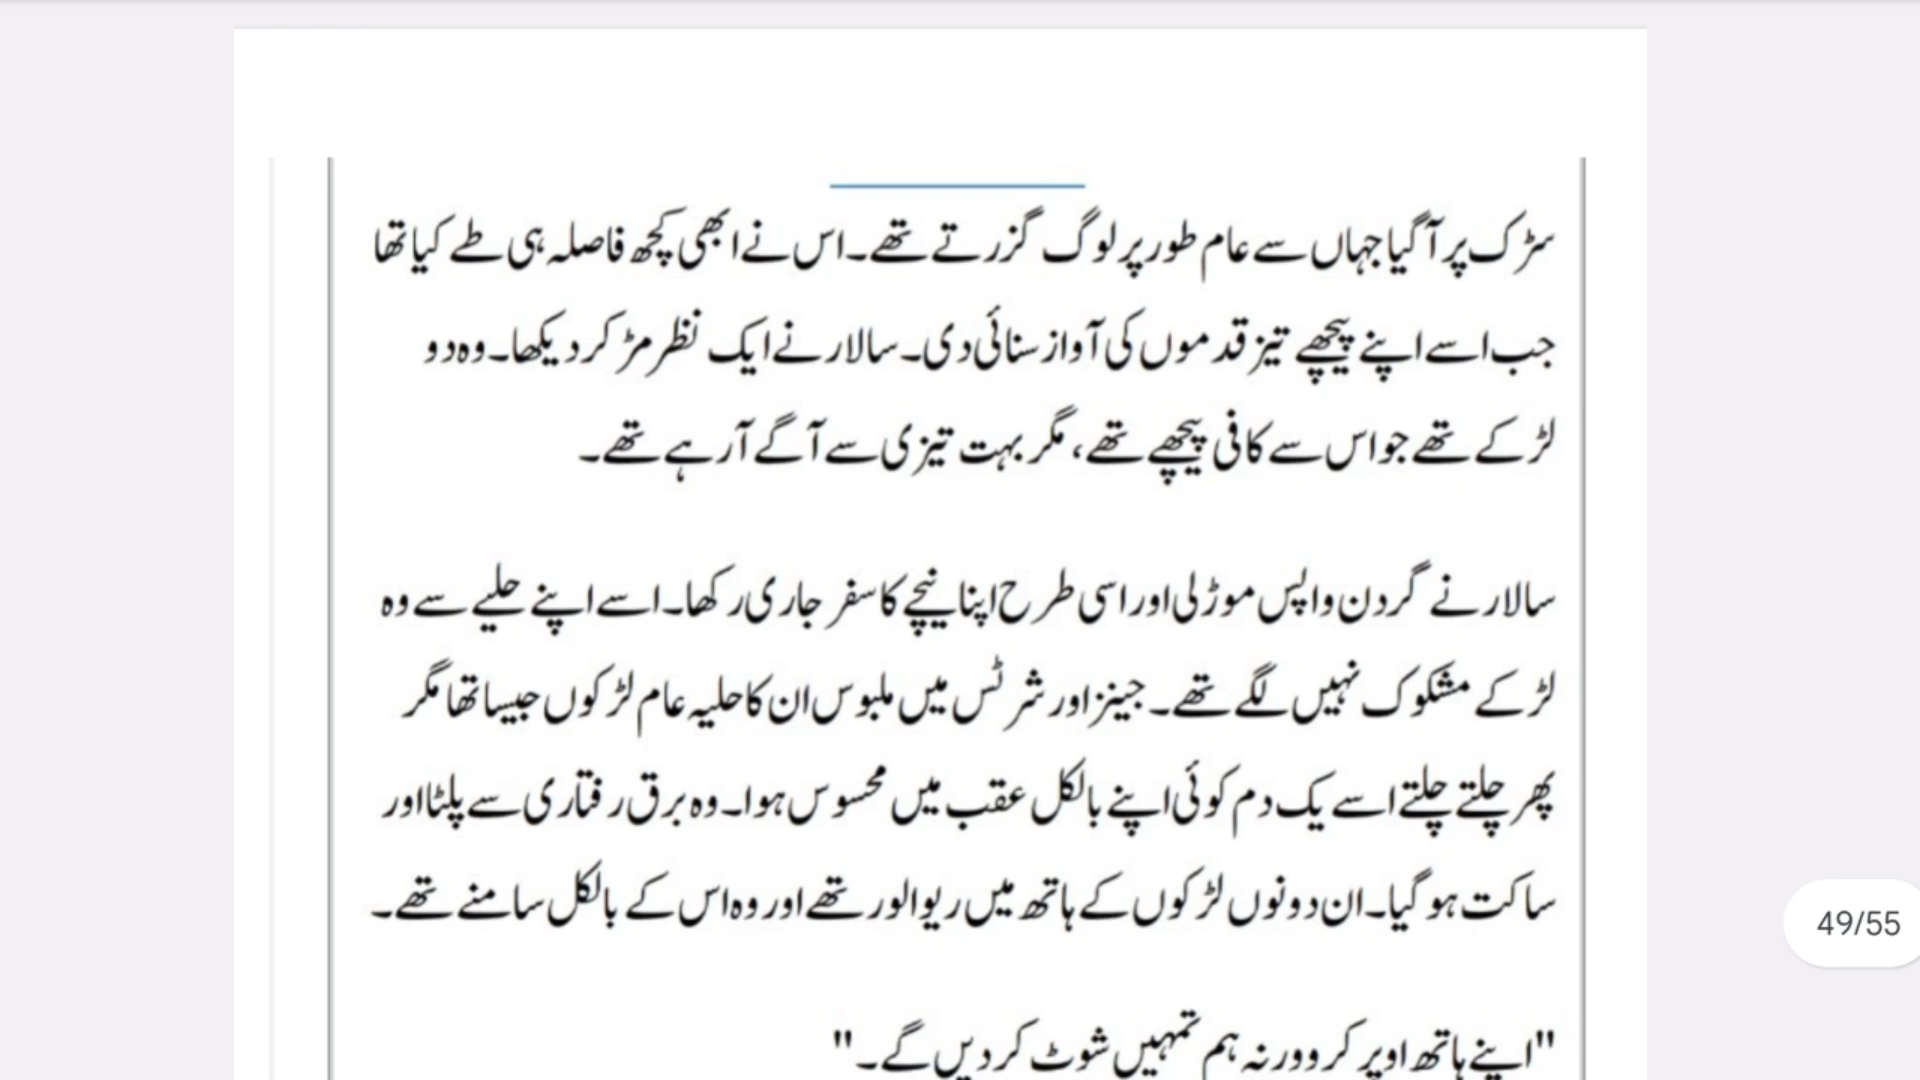 سڑک پر آگیا جہاں سے عام طور پر لوگ گزرتے تھے۔ اس نے ابھی کچھ فاصلہ ہی طے کیا تھا
جب اسے اپنے پیچھے تیز قدموں کی آواز سنائی دی۔ سالار نے ایک نظر مڑ کر دیکھا۔ وہ دو
لڑکے تھے جو اس سے کافی پیچھے تھے، مگر بہت تیزی سے آگے آرہے تھے۔
سالار نے گردن واپس موڑ لی اور اسی طرح اپنا نیچے کا سفر جاری رکھا۔ اسے اپنے حلیے سے وہ
لڑکے مشکوک نہیں لگے تھے۔ جینز اور شرٹس میں ملبوس ان کا حلیہ عام لڑکوں جیسا تھا مگر
پھر چلتے چلتے اسے یک دم کوئی اپنے بالکل عقب میں محسوس ہوا۔ وہ برق رفتاری سے پلٹا اور
ساکت ہو گیا۔ ان دونوں لڑکوں کے ہاتھ میں ریوالور تھے اور وہ اس کے بالکل سامنے تھے۔
"اپنے ہاتھ اوپر کرو ورنہ ہم تمہیں شوٹ کردیں گے۔"
49/55